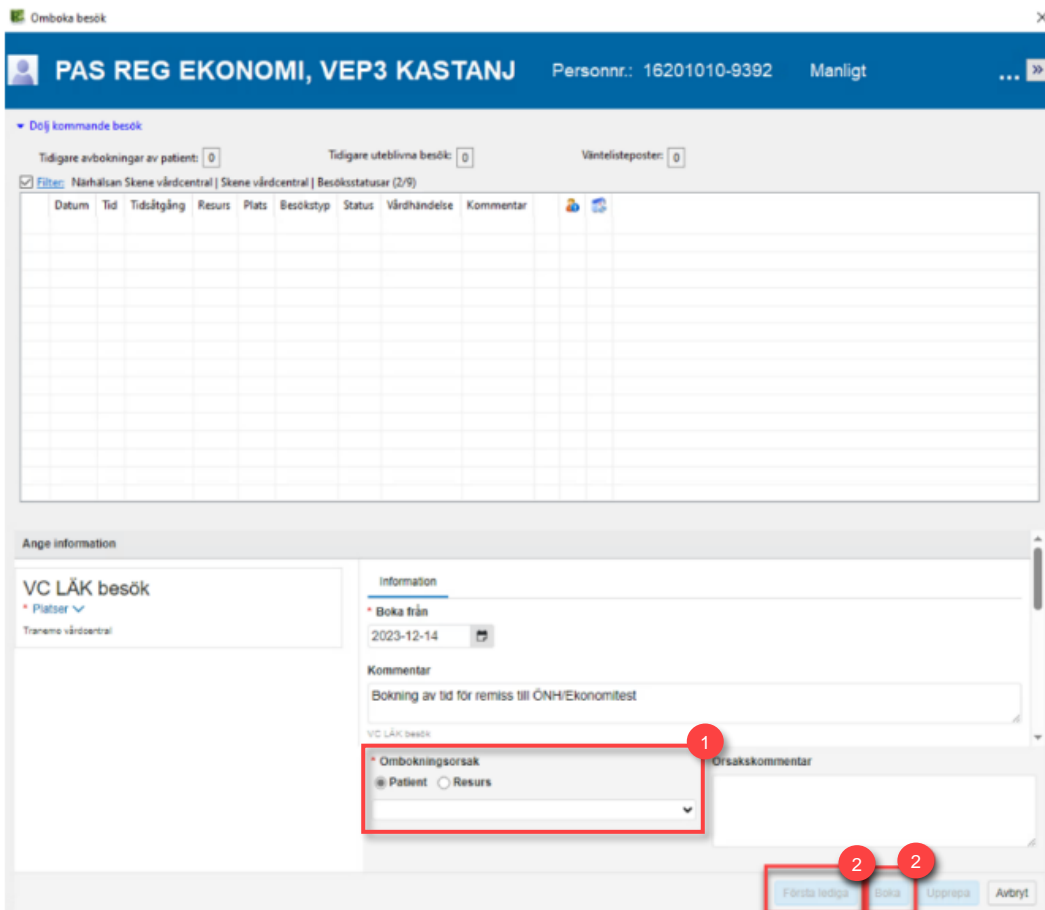 Omboka besök
PAS REG EKONOMI, VEP3 KASTANJ Personnr.: 16201010-9392 Manligt ... »
Dölj kommande besök
Tidigare avbokningar av patient: 0 Tidigare uteblivna besök: 0 Väntelisteposter: 0
Filter: Närhälsan Skene vårdcentral | Skene vårdcentral | Besöksstatusar (2/9)
Datum Tid Tidsåtgång Resurs Plats Besökstyp Status Vårdhändelse Kommentar
Ange information
VC LÄK besök
* Platser
Tranemo vårdcentral
Information
* Boka från
2023-12-14
Kommentar
Bokning av tid för remiss till ÖNH/Ekonomitest
VC LÄK besök
1
* Ombokningsorsak
Patient Resurs
Orsakskommentar
2 2
Första lediga Boka Upprepa Avbryt